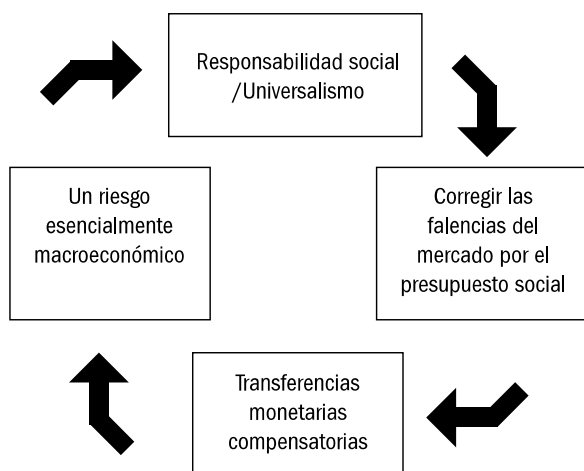 Responsabilidad social
/Universalismo
Un riesgo
esencialmente
macroeconómico
Corregir las
falencias del
mercado por el
presupuesto social
Transferencias
monetarias
compensatorias